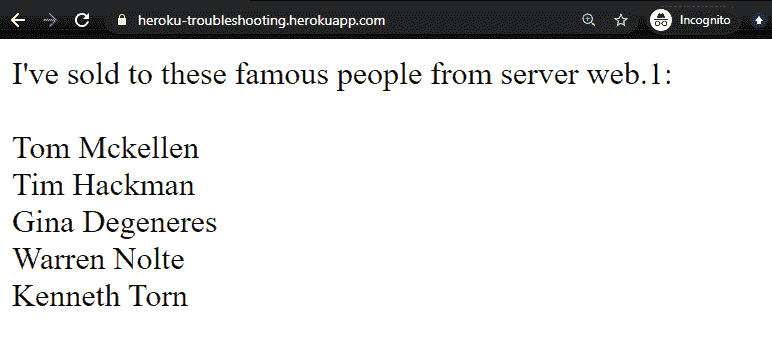 heroku-troubleshooting.herokuapp.com
Incognito
I've sold to these famous people from server web.1:
Tom Mckellen
Tim Hackman
Gina Degeneres
Warren Nolte
Kenneth Torn